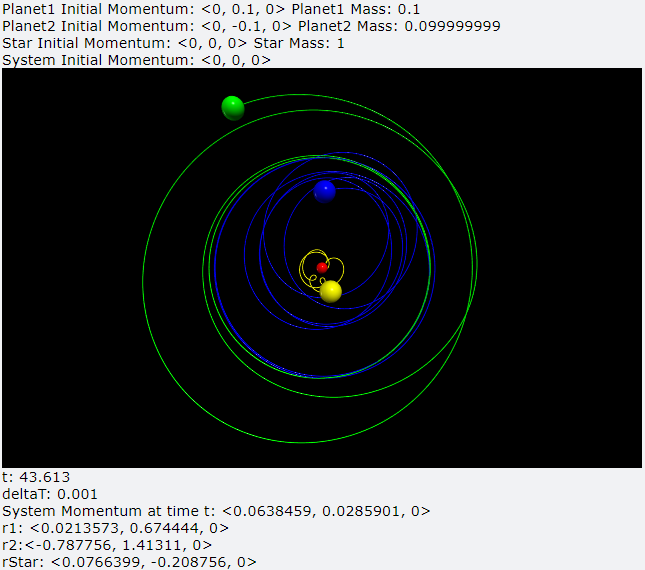 Planet1 Initial Momentum: <0, 0.1, 0> Planet1 Mass: 0.1
Planet2 Initial Momentum: <0, -0.1, 0> Planet2 Mass: 0.099999999
Star Initial Momentum: <0, 0, 0> Star Mass: 1
System Initial Momentum: <0, 0, 0>
t: 43.613
deltaT: 0.001
System Momentum at time t: <0.0638459, 0.0285901, 0>
r1: <0.0213573, 0.674444, 0>
r2:<-0.787756, 1.41311, 0>
rStar: <0.0766399, -0.208756, 0>